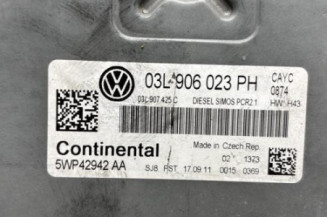 03L 906 023 PH CAYC
0874
03L 907 425 C DIESEL SIMOS PCR2.1 HW: H43
Continental Made in Czech Rep.
5WP42942 AA 02 1373
SJ8 PST 17.09.11 0015 0369